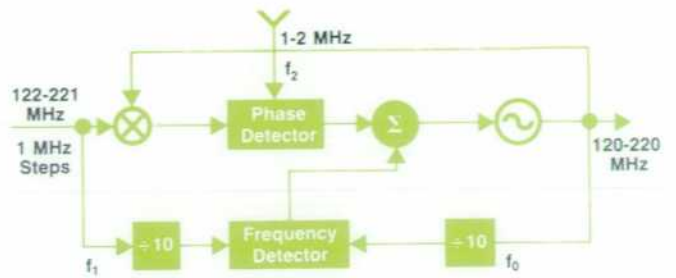 1-2 MHz
f2
122-221
MHz
1 MHz
Steps
Phase
Detector
Σ
120-220
MHz
÷10
Frequency
Detector
÷10
f1
f0